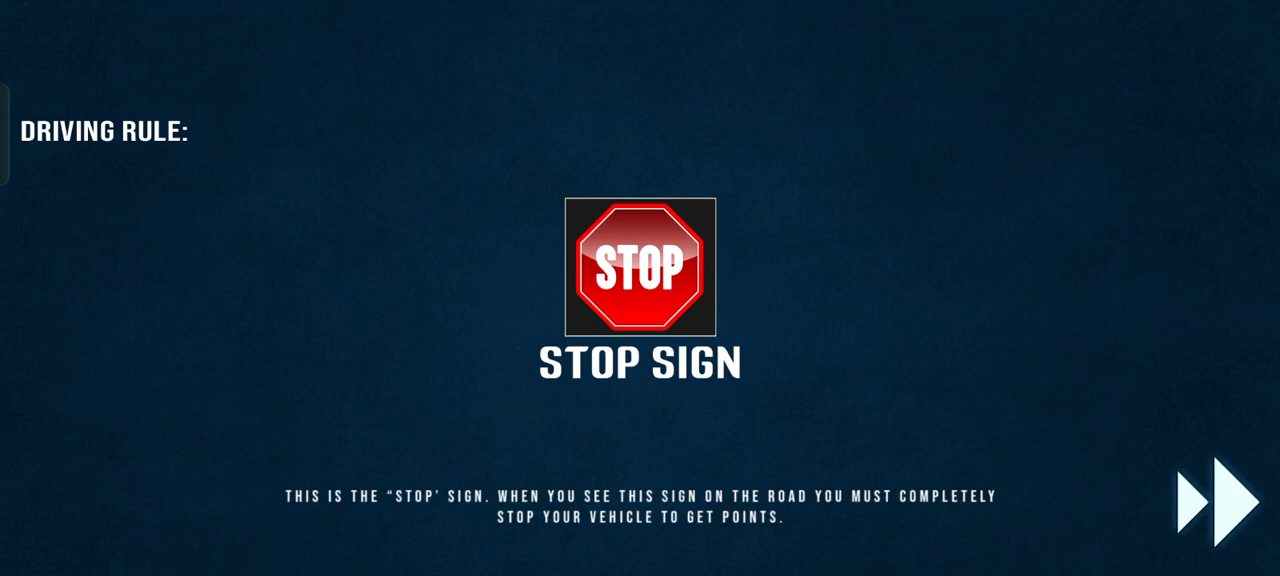 DRIVING RULE:
STOP
STOP SIGN
THIS IS THE “STOP’ SIGN. WHEN YOU SEE THIS SIGN ON THE ROAD YOU MUST COMPLETELY
STOP YOUR VEHICLE TO GET POINTS.